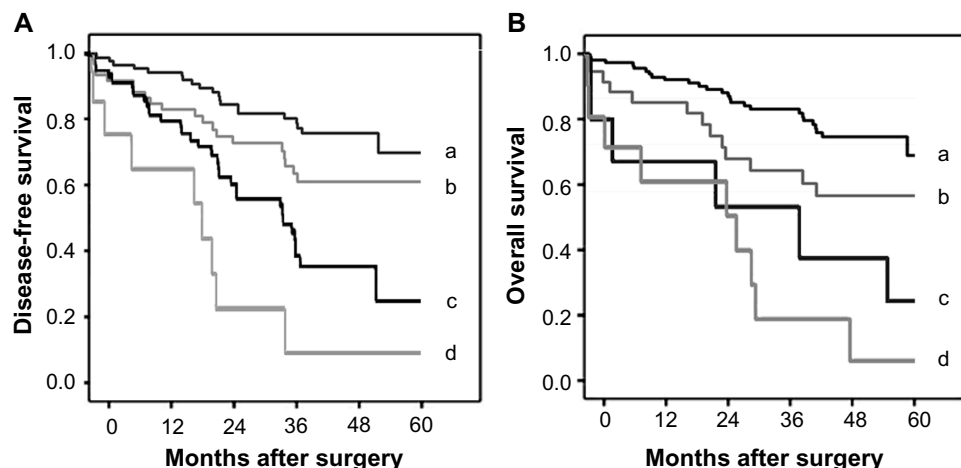 A
Disease-free survival
1.0
0.8
0.6
0.4
0.2
0.0
a
b
c
d
0 12 24 36 48 60
Months after surgery
B
Overall survival
1.0
0.8
0.6
0.4
0.2
0.0
a
b
c
d
0 12 24 36 48 60
Months after surgery